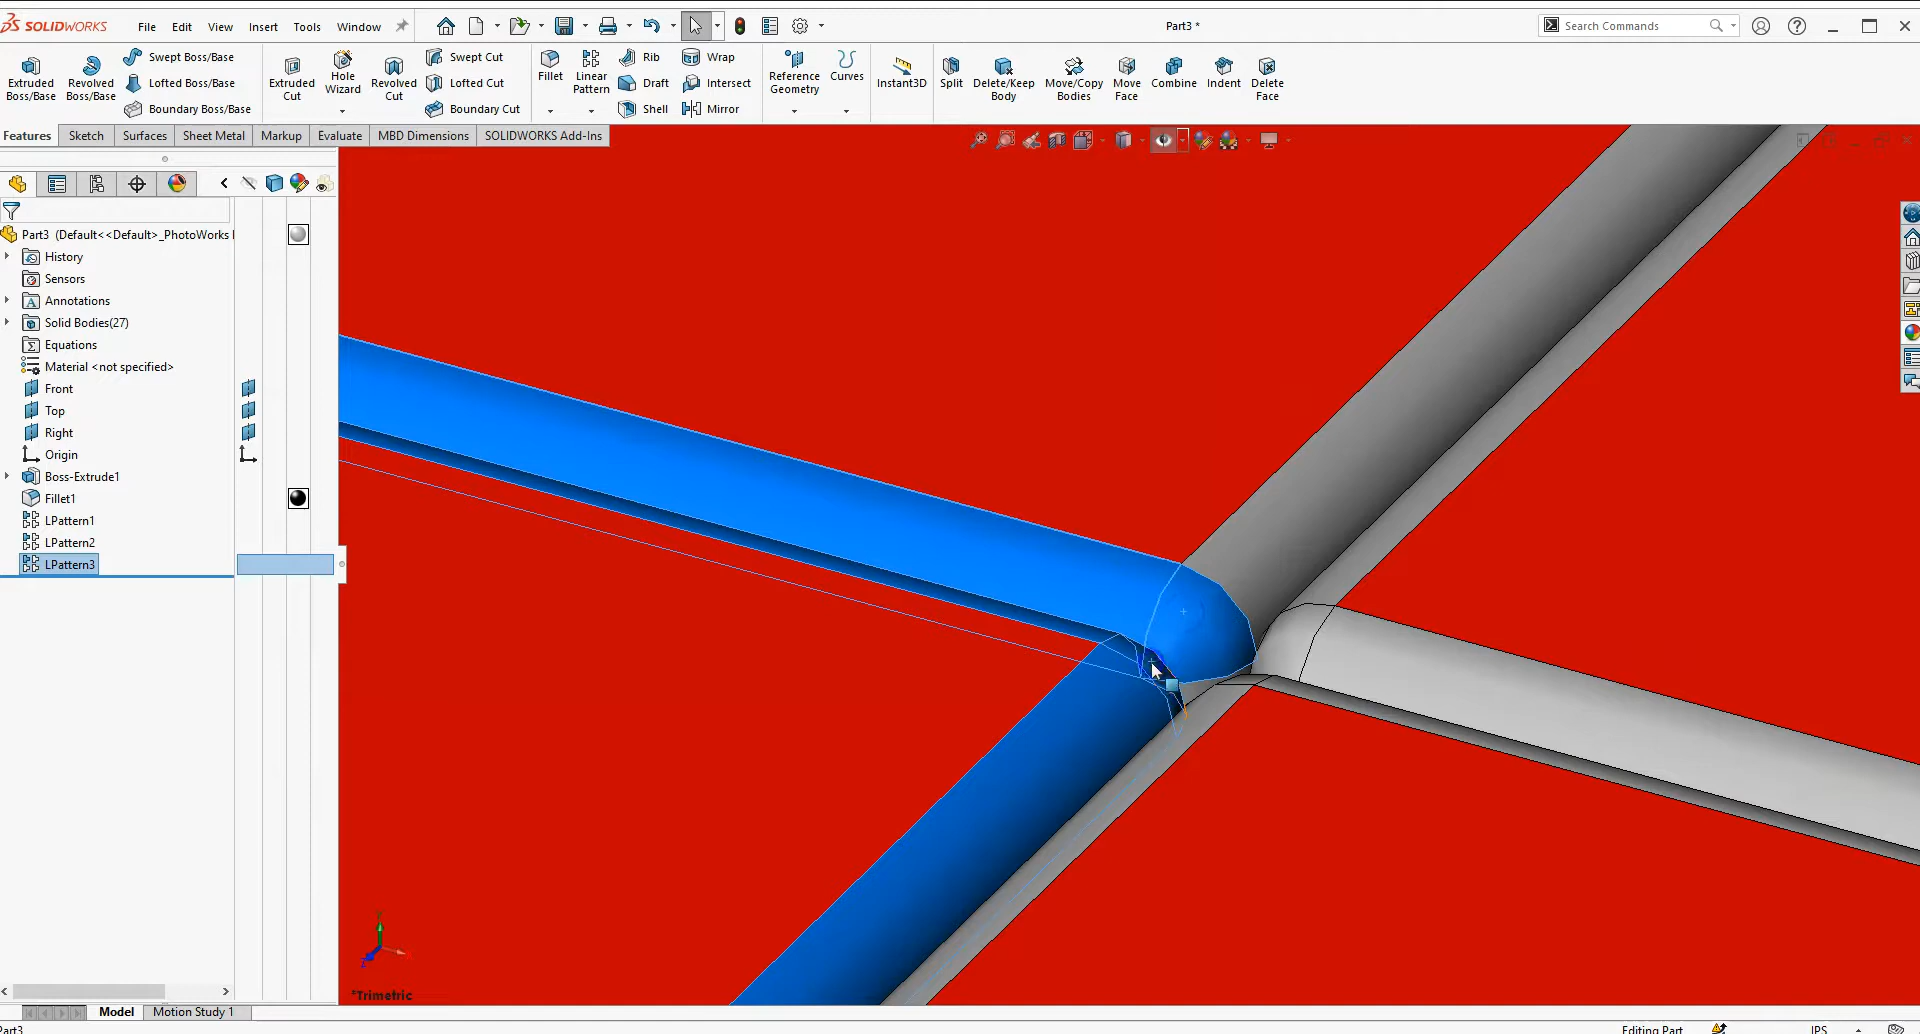 SOLIDWORKS
File Edit View Insert Tools Window
Part3 *
Search Commands
Extruded Boss/Base
Revolved Boss/Base
Swept Boss/Base
Lofted Boss/Base
Boundary Boss/Base
Extruded Cut
Hole Wizard
Revolved Cut
Swept Cut
Lofted Cut
Boundary Cut
Fillet
Linear Pattern
Rib
Draft
Shell
Wrap
Intersect
Mirror
Reference Geometry
Curves
Instant3D
Split
Delete/Keep Body
Move/Copy Bodies
Move Face
Combine
Indent
Delete Face
Features Sketch Surfaces Sheet Metal Markup Evaluate MBD Dimensions SOLIDWORKS Add-Ins
Part3 (Default<<Default>_PhotoWorks
History
Sensors
Annotations
Solid Bodies(27)
Equations
Material <not specified>
Front
Top
Right
Origin
Boss-Extrude1
Fillet1
LPattern1
LPattern2
LPattern3
*Trimetric
Model Motion Study 1
Part3
Editing Part
IPS